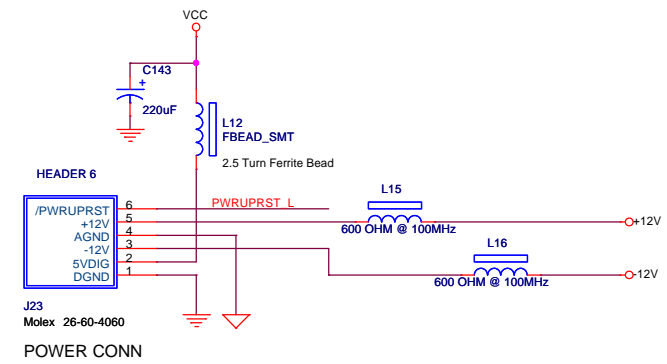 VCC
C143
+
220uF
L12
FBEAD_SMT
2.5 Turn Ferrite Bead
HEADER 6
L15
/PWRUPRST 6 PWRUPRST_L
+12V 5
+12V
600 OHM @ 100MHz
AGND 4
L16
-12V 3
5VDIG 2
-12V
DGND 1
600 OHM @ 100MHz
J23
Molex 26-60-4060
POWER CONN